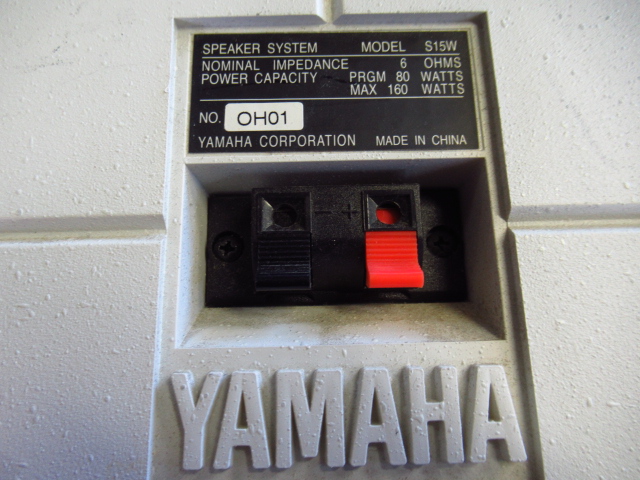 SPEAKER SYSTEM MODEL S15W
NOMINAL IMPEDANCE 6 OHMS
POWER CAPACITY PRGM 80 WATTS
MAX 160 WATTS
NO. OH01
YAMAHA CORPORATION MADE IN CHINA
- +
YAMAHA